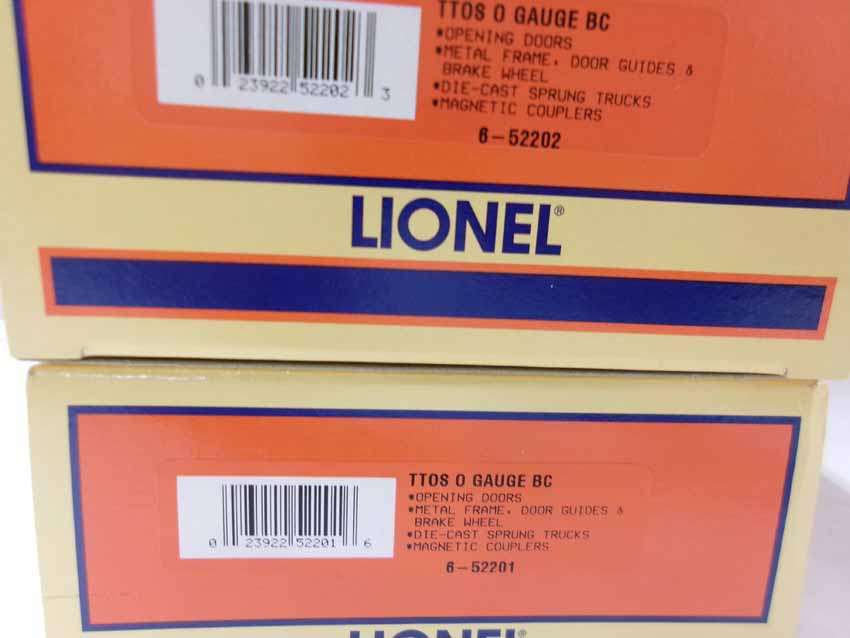 TTOS O GAUGE BC
*OPENING DOORS
*METAL FRAME, DOOR GUIDES &
BRAKE WHEEL
*DIE-CAST SPRUNG TRUCKS
*MAGNETIC COUPLERS
6-52202
0 23922 52202 3
LIONEL®
TTOS O GAUGE BC
*OPENING DOORS
*METAL FRAME, DOOR GUIDES &
BRAKE WHEEL
*DIE-CAST SPRUNG TRUCKS
*MAGNETIC COUPLERS
6-52201
0 23922 52201 6
LIONEL®